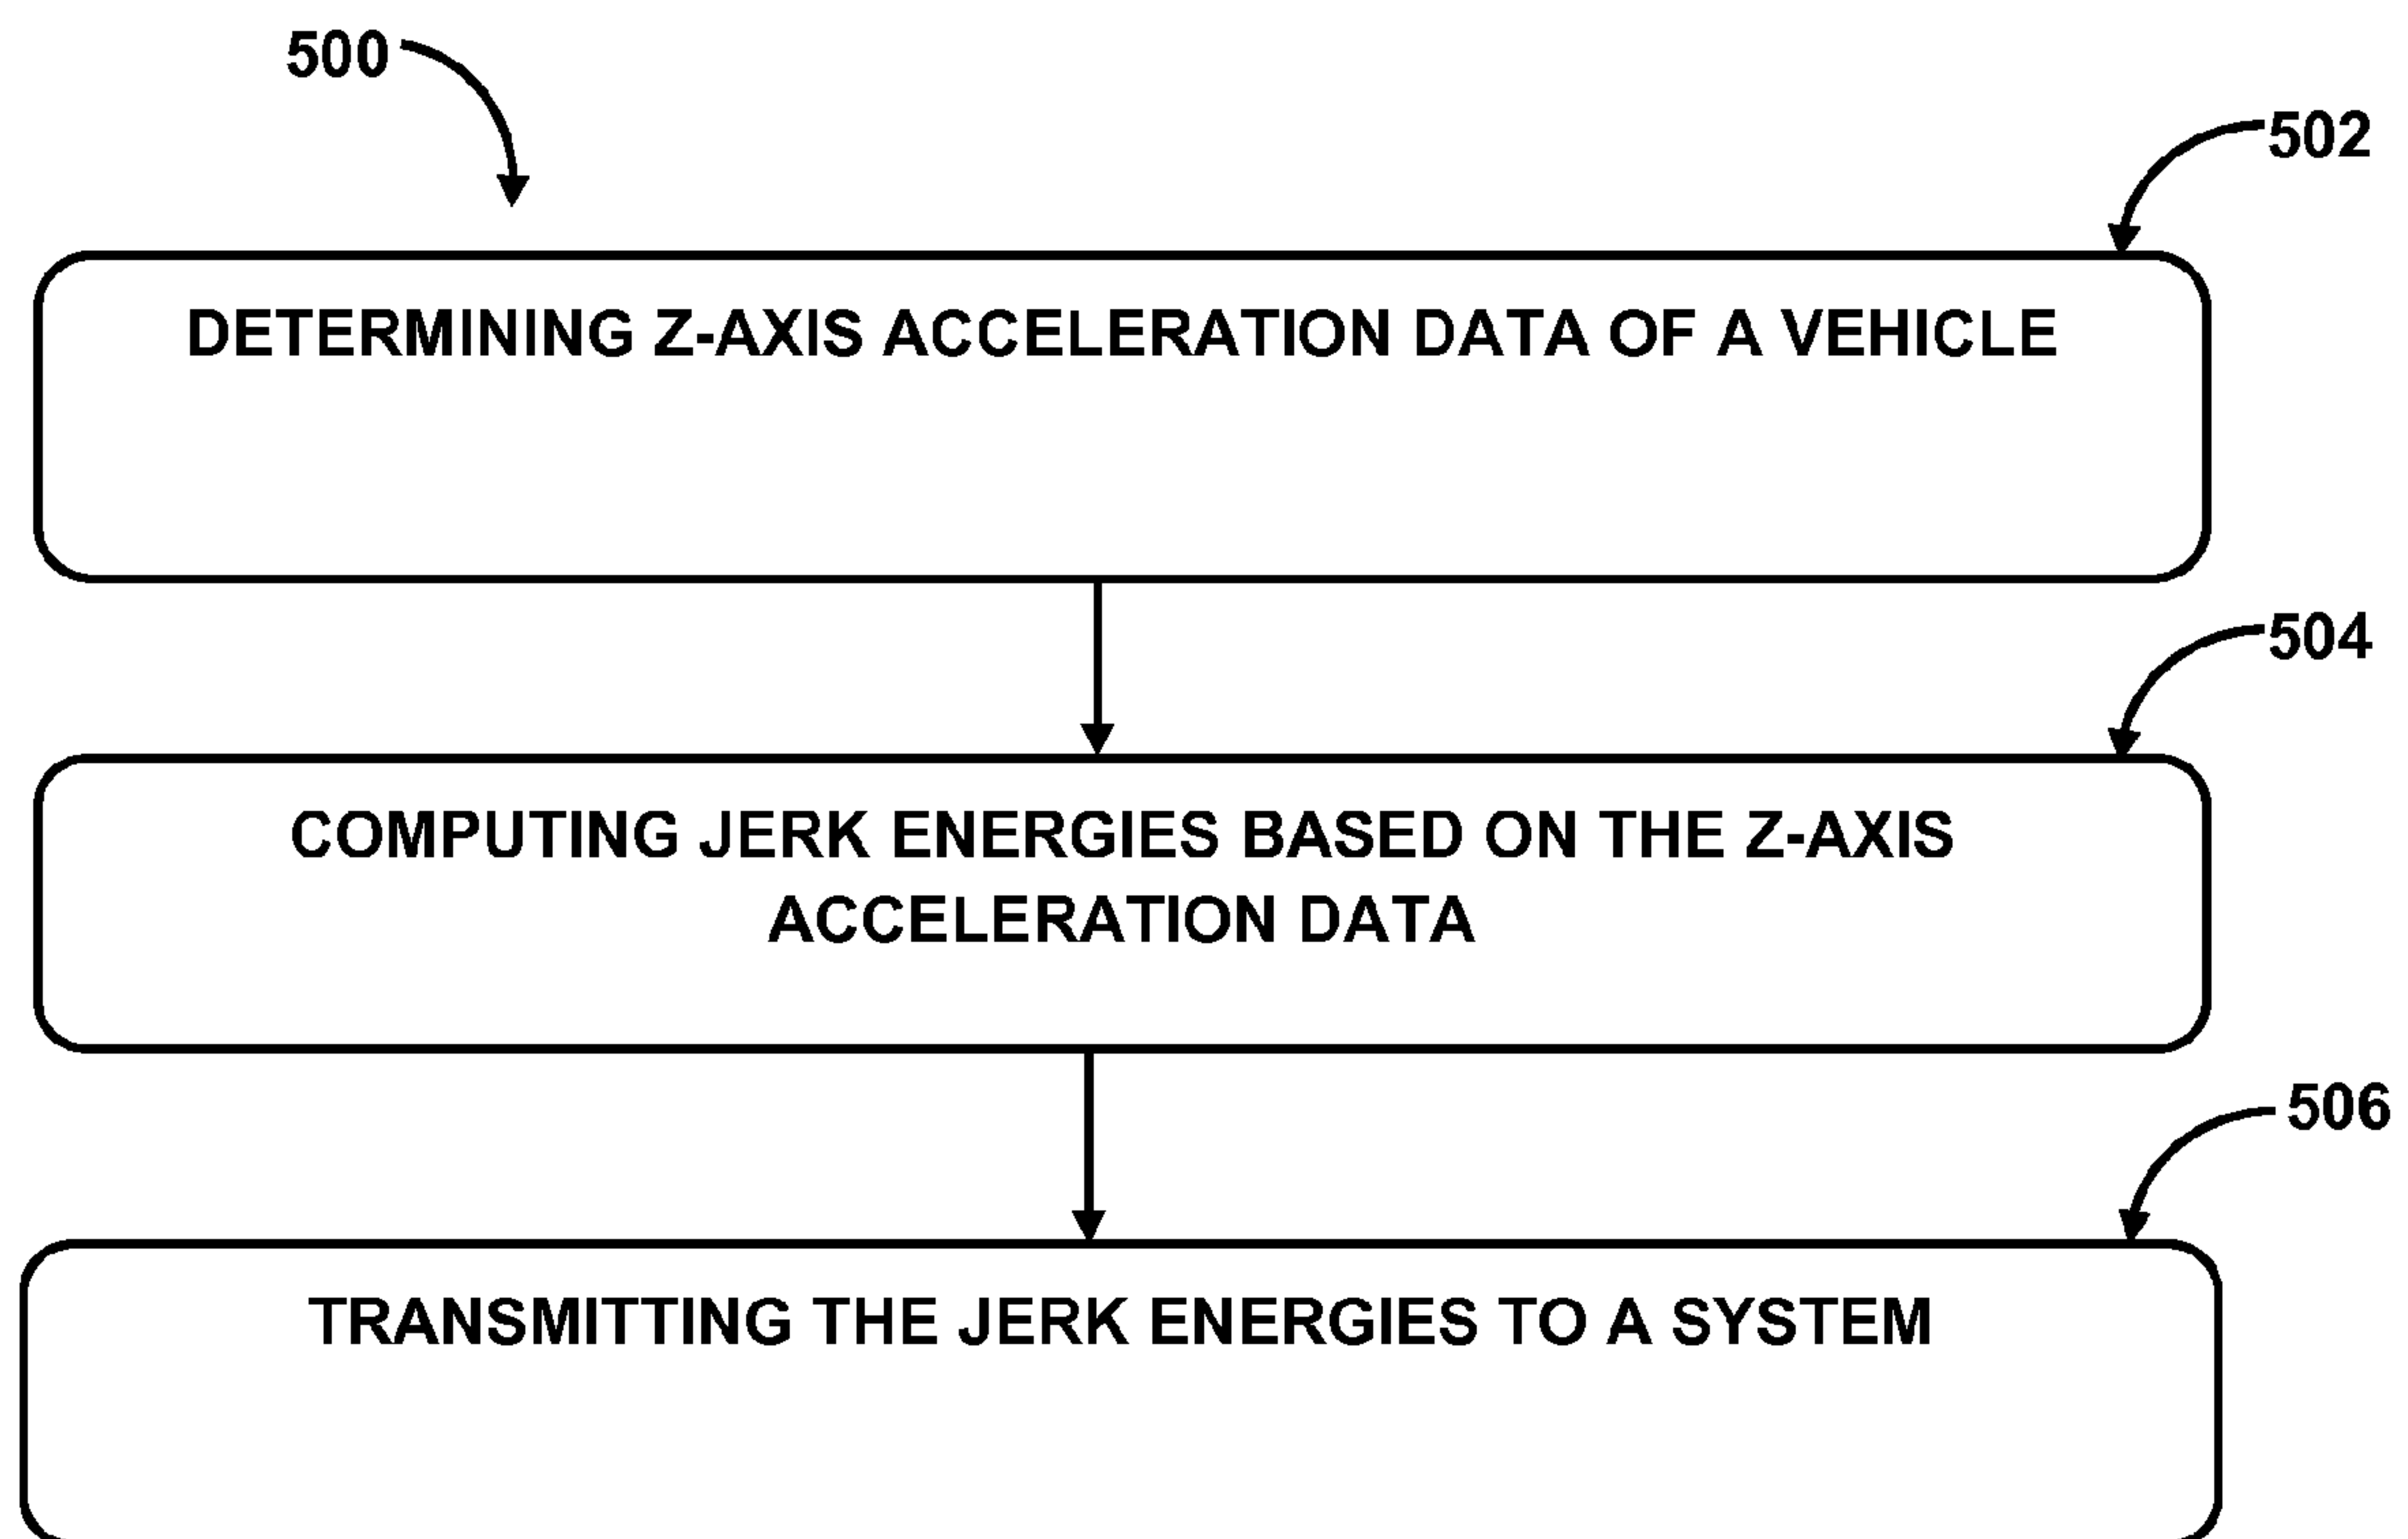 500
502
DETERMINING Z-AXIS ACCELERATION DATA OF A VEHICLE
504
COMPUTING JERK ENERGIES BASED ON THE Z-AXIS
ACCELERATION DATA
506
TRANSMITTING THE JERK ENERGIES TO A SYSTEM